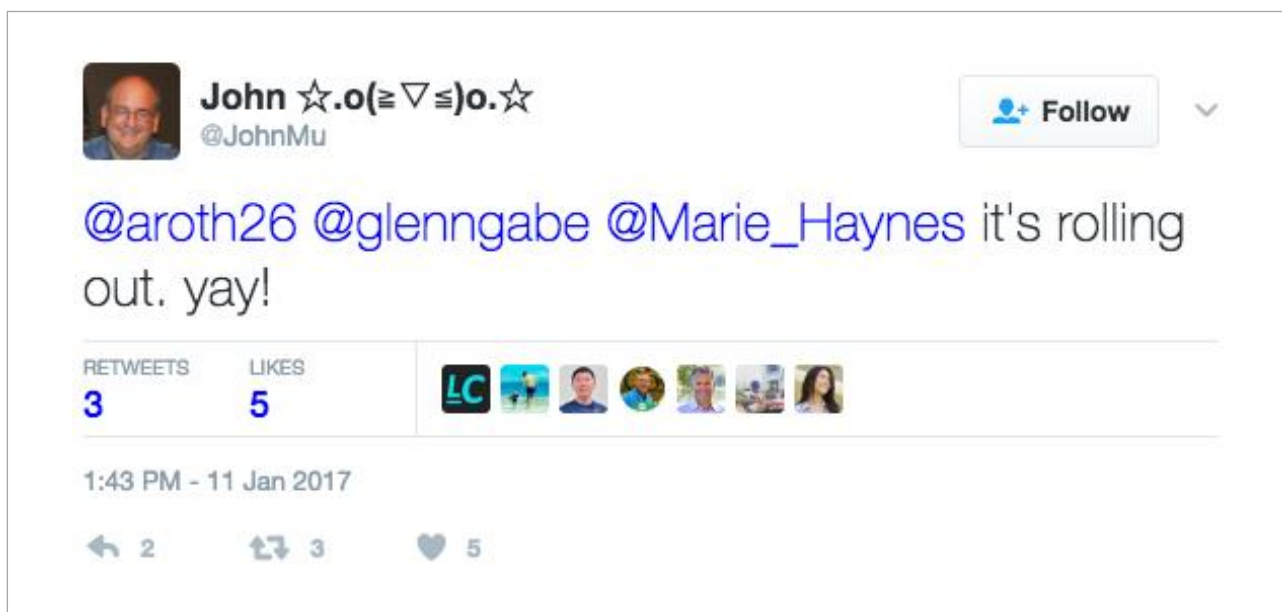 John ☆.o(≧▽≦)o.☆
@JohnMu
Follow
@aroth26 @glenngabe @Marie_Haynes it's rolling
out. yay!
RETWEETS LIKES
3 5
LC
1:43 PM - 11 Jan 2017
2 3 5